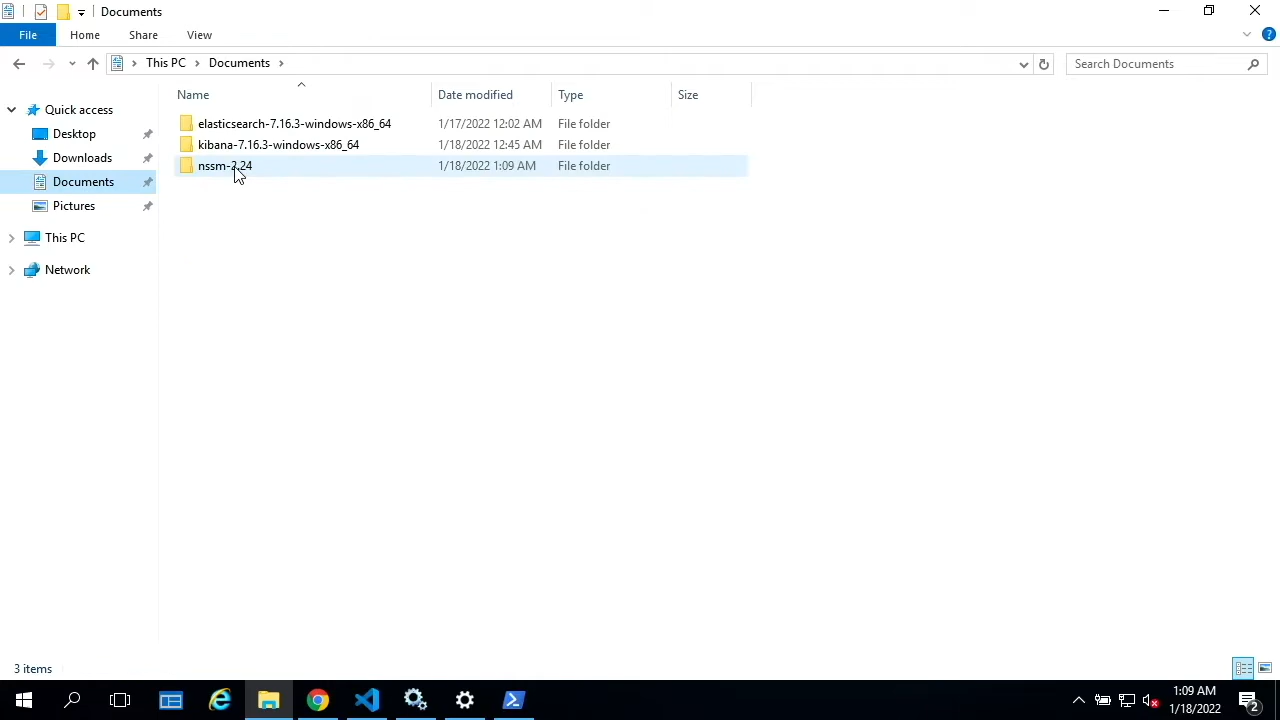 Documents
File Home Share View
This PC Documents
Search Documents
Name Date modified Type Size
Quick access
Desktop
Downloads
Documents
Pictures
This PC
Network
elasticsearch-7.16.3-windows-x86_64 1/17/2022 12:02 AM File folder
kibana-7.16.3-windows-x86_64 1/18/2022 12:45 AM File folder
nssm-2.24 1/18/2022 1:09 AM File folder
3 items
1:09 AM
1/18/2022
2